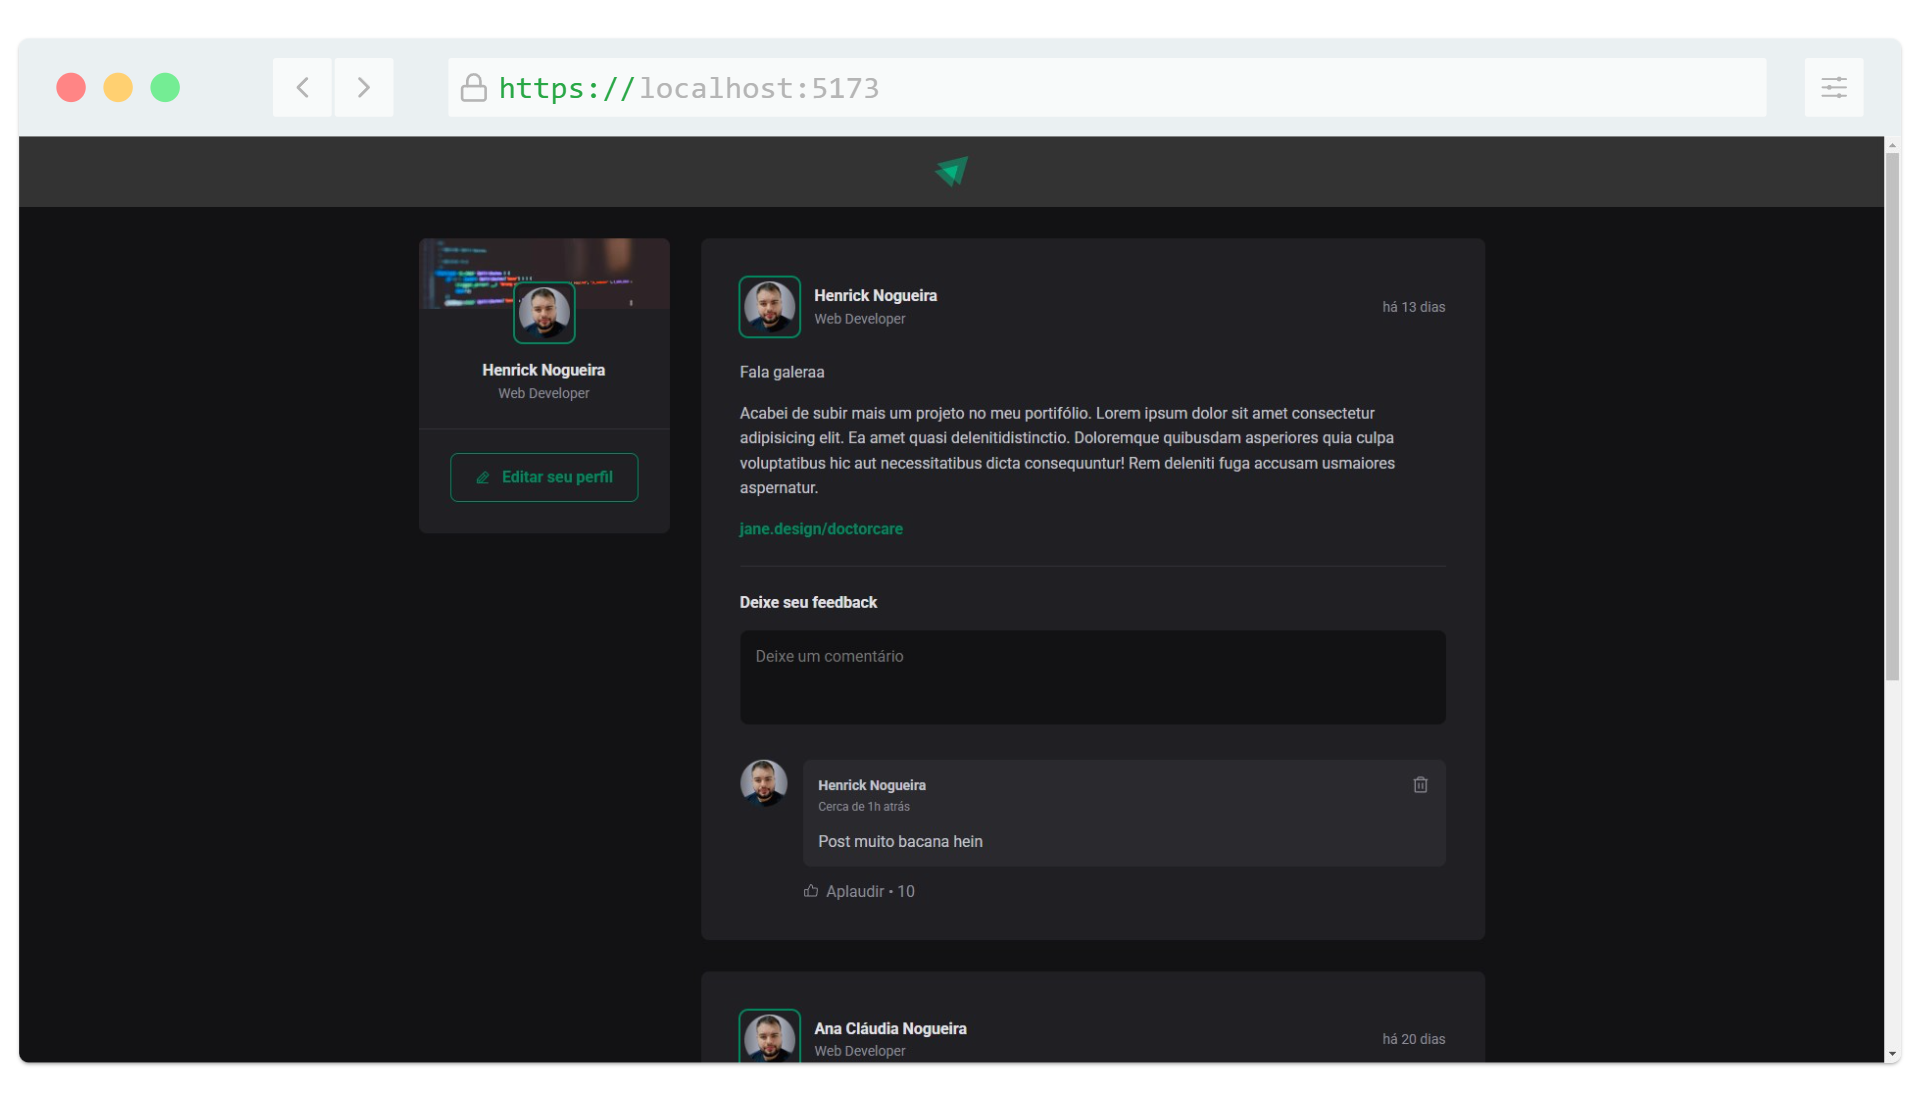 https://localhost:5173
Henrick Nogueira
Web Developer
Editar seu perfil
Henrick Nogueira
Web Developer
há 13 dias
Fala galeraa
Acabei de subir mais um projeto no meu portifólio. Lorem ipsum dolor sit amet consectetur
adipisicing elit. Ea amet quasi delenitidistinctio. Doloremque quibusdam asperiores quia culpa
voluptatibus hic aut necessitatibus dicta consequuntur! Rem deleniti fuga accusam usmaiores
aspernatur.
jane.design/doctorcare
Deixe seu feedback
Deixe um comentário
Henrick Nogueira
Cerca de 1h atrás
Post muito bacana hein
Aplaudir • 10
Ana Cláudia Nogueira
Web Developer
há 20 dias